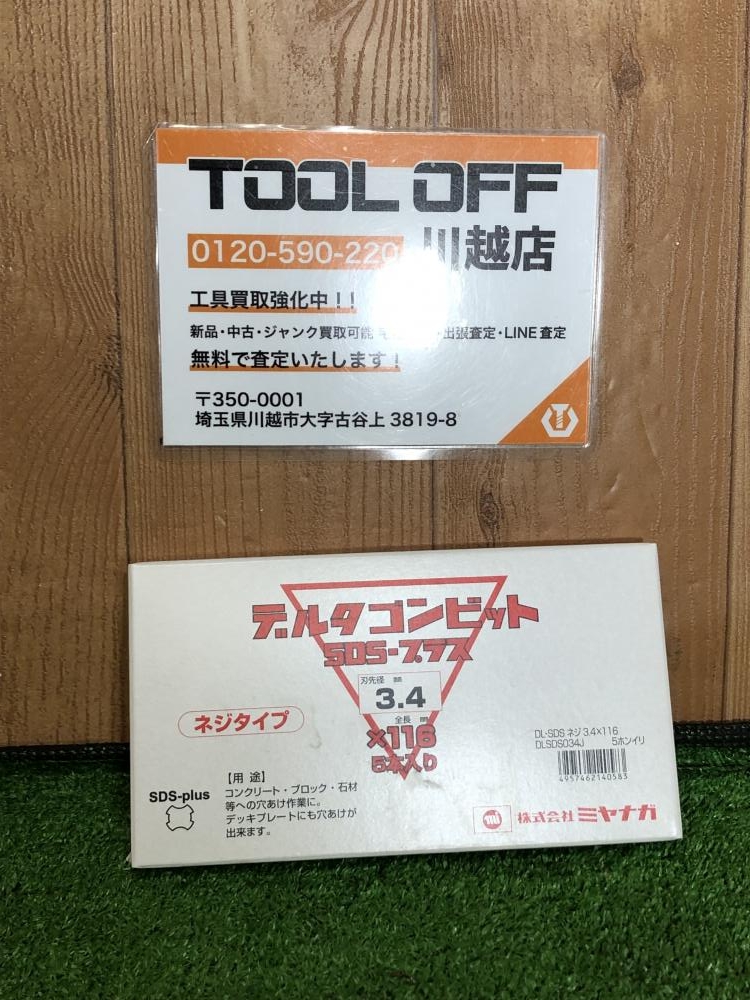 TOOL OFF
0120-590-220 川越店
工具買取強化中!!
新品・中古・ジャンク買取可能 ・出張査定・LINE査定
無料で査定いたします!
〒350-0001
埼玉県川越市大字古谷上 3819-8
デルタゴンビット
SDS-プラス
刃先径 mm
3.4
全長 mm
×116
5本入り
ネジタイプ
SDS-plus
【用 途】
コンクリート・ブロック・石材
等への穴あけ作業に。
デッキプレートにも穴あけが
出来ます。
DL-SDS ネジ 3.4×116
DLSDS034J 5ホンイリ
4957462140583
mi 株式会社 ミヤナガ